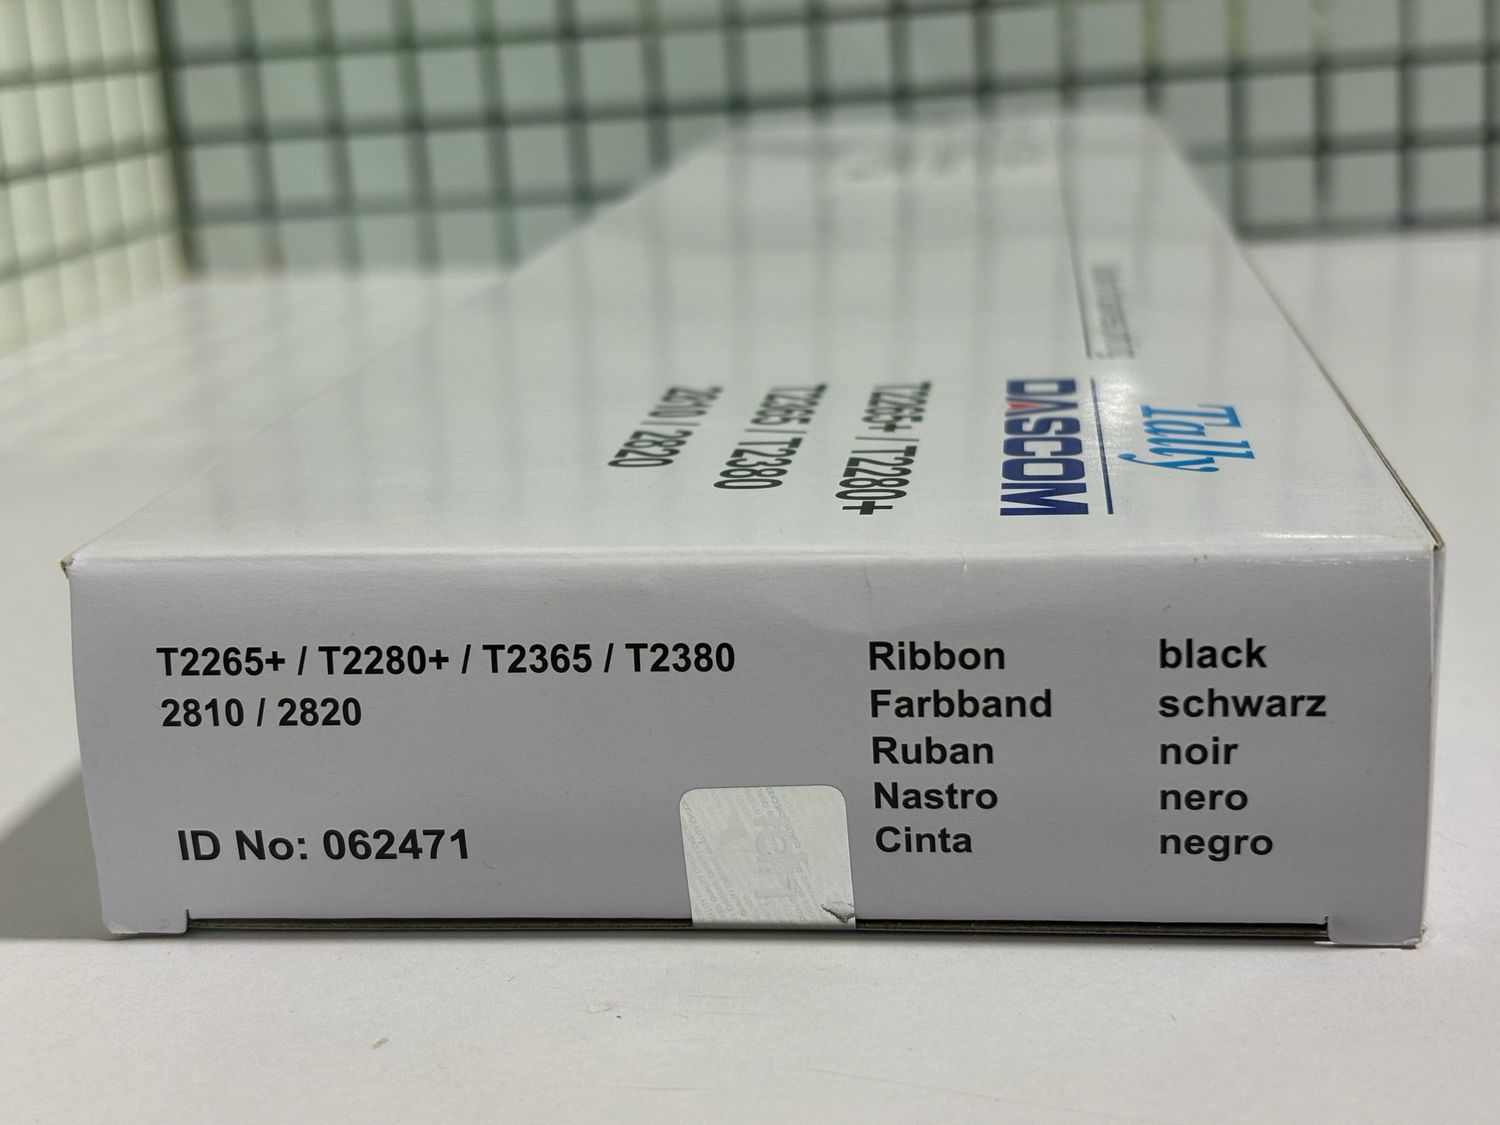 Tally
DASCOM
T2265+ / T2280+
T2365 / T2380
2810 / 2820
T2265+ / T2280+ / T2365 / T2380
2810 / 2820
ID No: 062471
Ribbon black
Farbband schwarz
Ruban noir
Nastro nero
Cinta negro